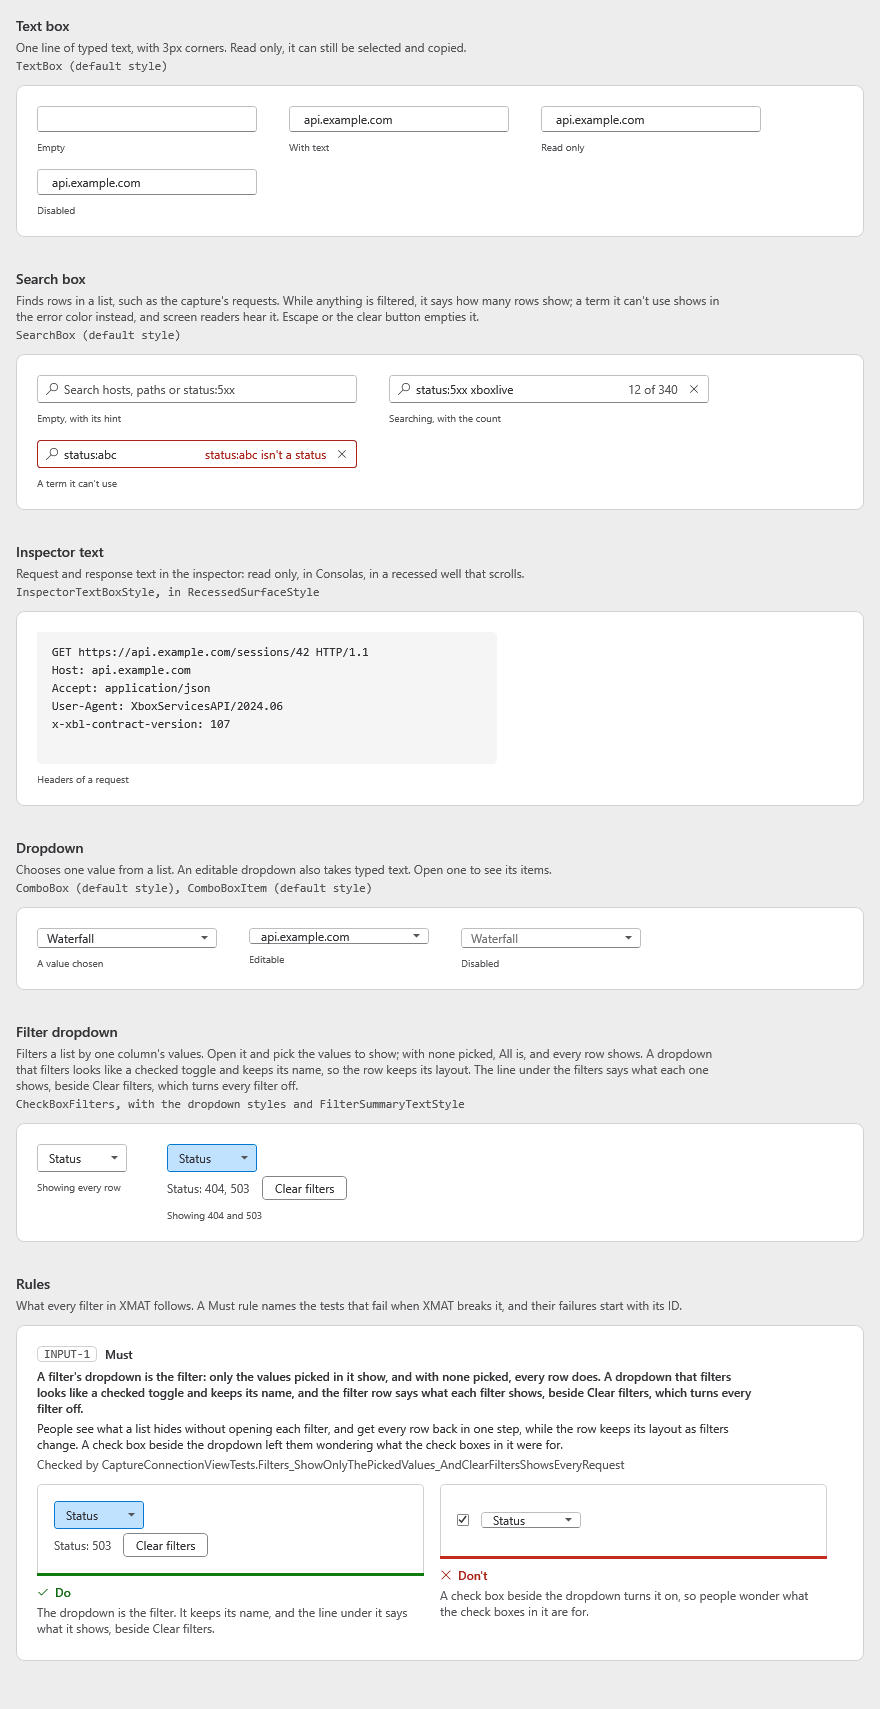 Text box
One line of typed text, with 3px corners. Read only, it can still be selected and copied.
TextBox (default style)
api.example.com
api.example.com
Empty
With text
Read only
api.example.com
Disabled
Search box
Finds rows in a list, such as the capture's requests. While anything is filtered, it says how many rows show; a term it can't use shows in
the error color instead, and screen readers hear it. Escape or the clear button empties it.
SearchBox (default style)
Search hosts, paths or status:5xx
status:5xx xboxlive
12 of 340
Empty, with its hint
Searching, with the count
status:abc
status:abc isn't a status
A term it can't use
Inspector text
Request and response text in the inspector: read only, in Consolas, in a recessed well that scrolls.
InspectorTextBoxStyle, in RecessedSurfaceStyle
GET https://api.example.com/sessions/42 HTTP/1.1
Host: api.example.com
Accept: application/json
User-Agent: XboxServicesAPI/2024.06
x-xbl-contract-version: 107
Headers of a request
Dropdown
Chooses one value from a list. An editable dropdown also takes typed text. Open one to see its items.
ComboBox (default style), ComboBoxItem (default style)
Waterfall
api.example.com
Waterfall
A value chosen
Editable
Disabled
Filter dropdown
Filters a list by one column's values. Open it and pick the values to show; with none picked, All is, and every row shows. A dropdown
that filters looks like a checked toggle and keeps its name, so the row keeps its layout. The line under the filters says what each one
shows, beside Clear filters, which turns every filter off.
CheckBoxFilters, with the dropdown styles and FilterSummaryTextStyle
Status
Status
Showing every row
Status: 404, 503
Clear filters
Showing 404 and 503
Rules
What every filter in XMAT follows. A Must rule names the tests that fail when XMAT breaks it, and their failures start with its ID.
INPUT-1 Must
A filter's dropdown is the filter: only the values picked in it show, and with none picked, every row does. A dropdown that filters
looks like a checked toggle and keeps its name, and the filter row says what each filter shows, beside Clear filters, which turns every
filter off.
People see what a list hides without opening each filter, and get every row back in one step, while the row keeps its layout as filters
change. A check box beside the dropdown left them wondering what the check boxes in it were for.
Checked by CaptureConnectionViewTests.Filters_ShowOnlyThePickedValues_AndClearFiltersShowsEveryRequest
Status
Status: 503
Clear filters
Do
The dropdown is the filter. It keeps its name, and the line under it says
what it shows, beside Clear filters.
Status
Don't
A check box beside the dropdown turns it on, so people wonder what
the check boxes in it are for.